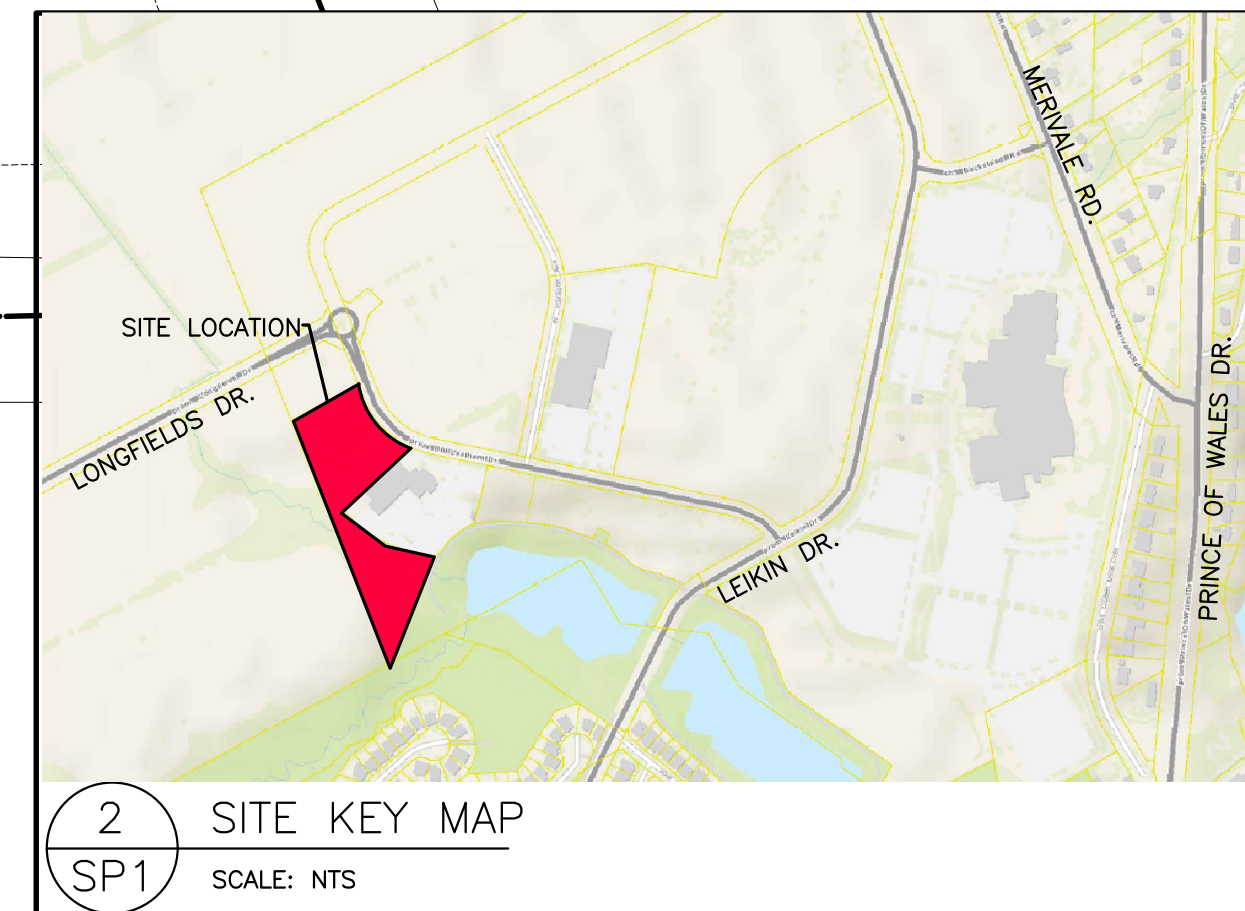 MERIVALE RD.
SITE LOCATION
LONGFIELDS DR.
PRINCE OF WALES DR.
LEIKIN DR.
2
SP1
SITE KEY MAP
SCALE: NTS